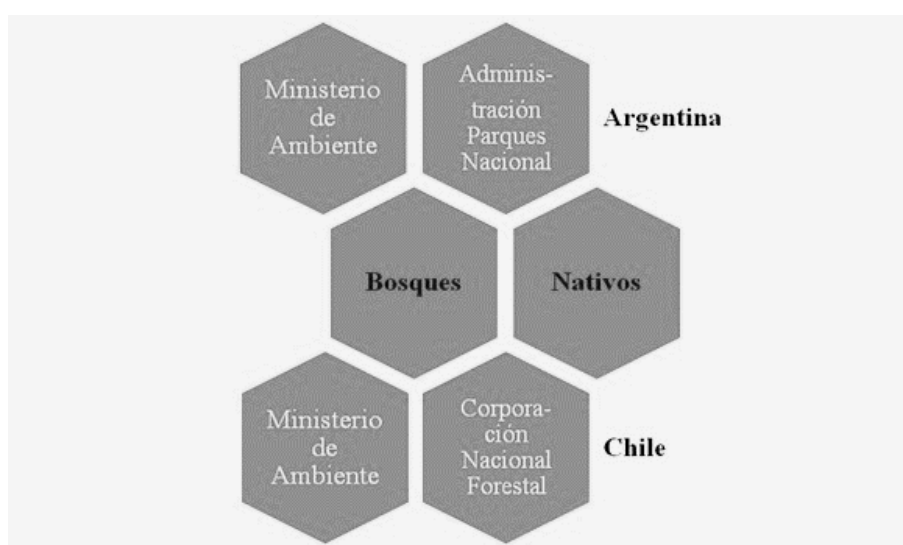 Ministerio
de
Ambiente
Adminis-
tración
Parques
Nacional
Argentina
Bosques
Nativos
Ministerio
de
Ambiente
Corpora-
ción
Nacional
Forestal
Chile